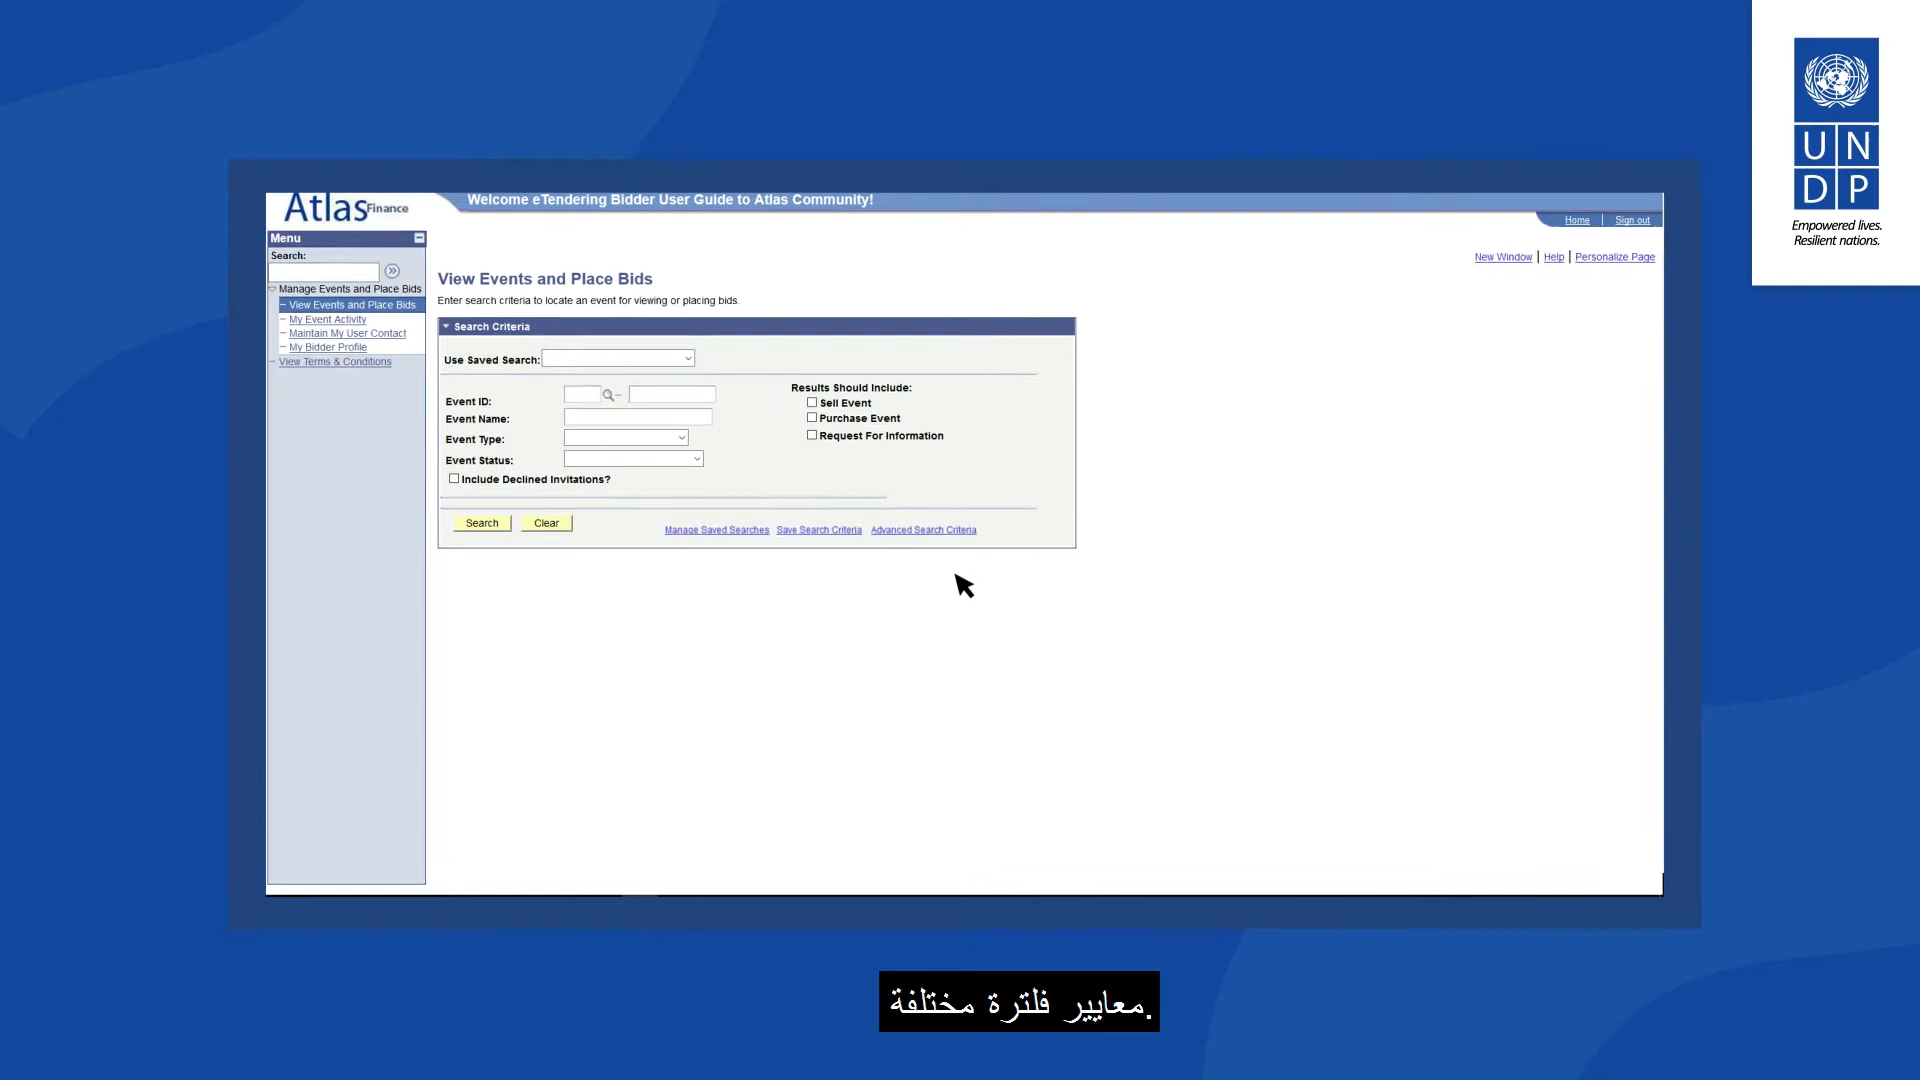 Atlas Finance
Welcome eTendering Bidder User Guide to Atlas Community!
Home
Sign out
New Window | Help | Personalize Page
Menu
Search:
Manage Events and Place Bids
View Events and Place Bids
My Event Activity
Maintain My User Contact
My Bidder Profile
View Terms & Conditions
View Events and Place Bids
Enter search criteria to locate an event for viewing or placing bids.
Search Criteria
Use Saved Search:
Event ID:
Event Name:
Event Type:
Event Status:
Include Declined Invitations?
Results Should Include:
Sell Event
Purchase Event
Request For Information
Search
Clear
Manage Saved Searches
Save Search Criteria
Advanced Search Criteria
U N
D P
Empowered lives.
Resilient nations.
معايير فلترة مختلفة.